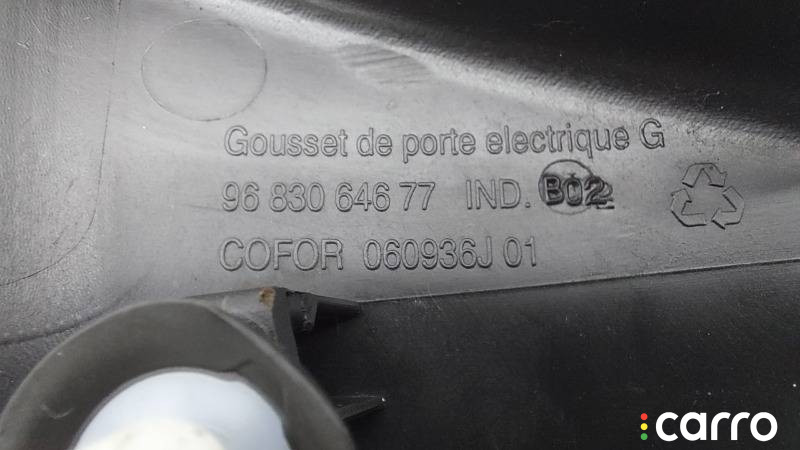 Gousset de porte electrique G
96 830 646 77 IND. B02
COFOR 060936J 01
carro